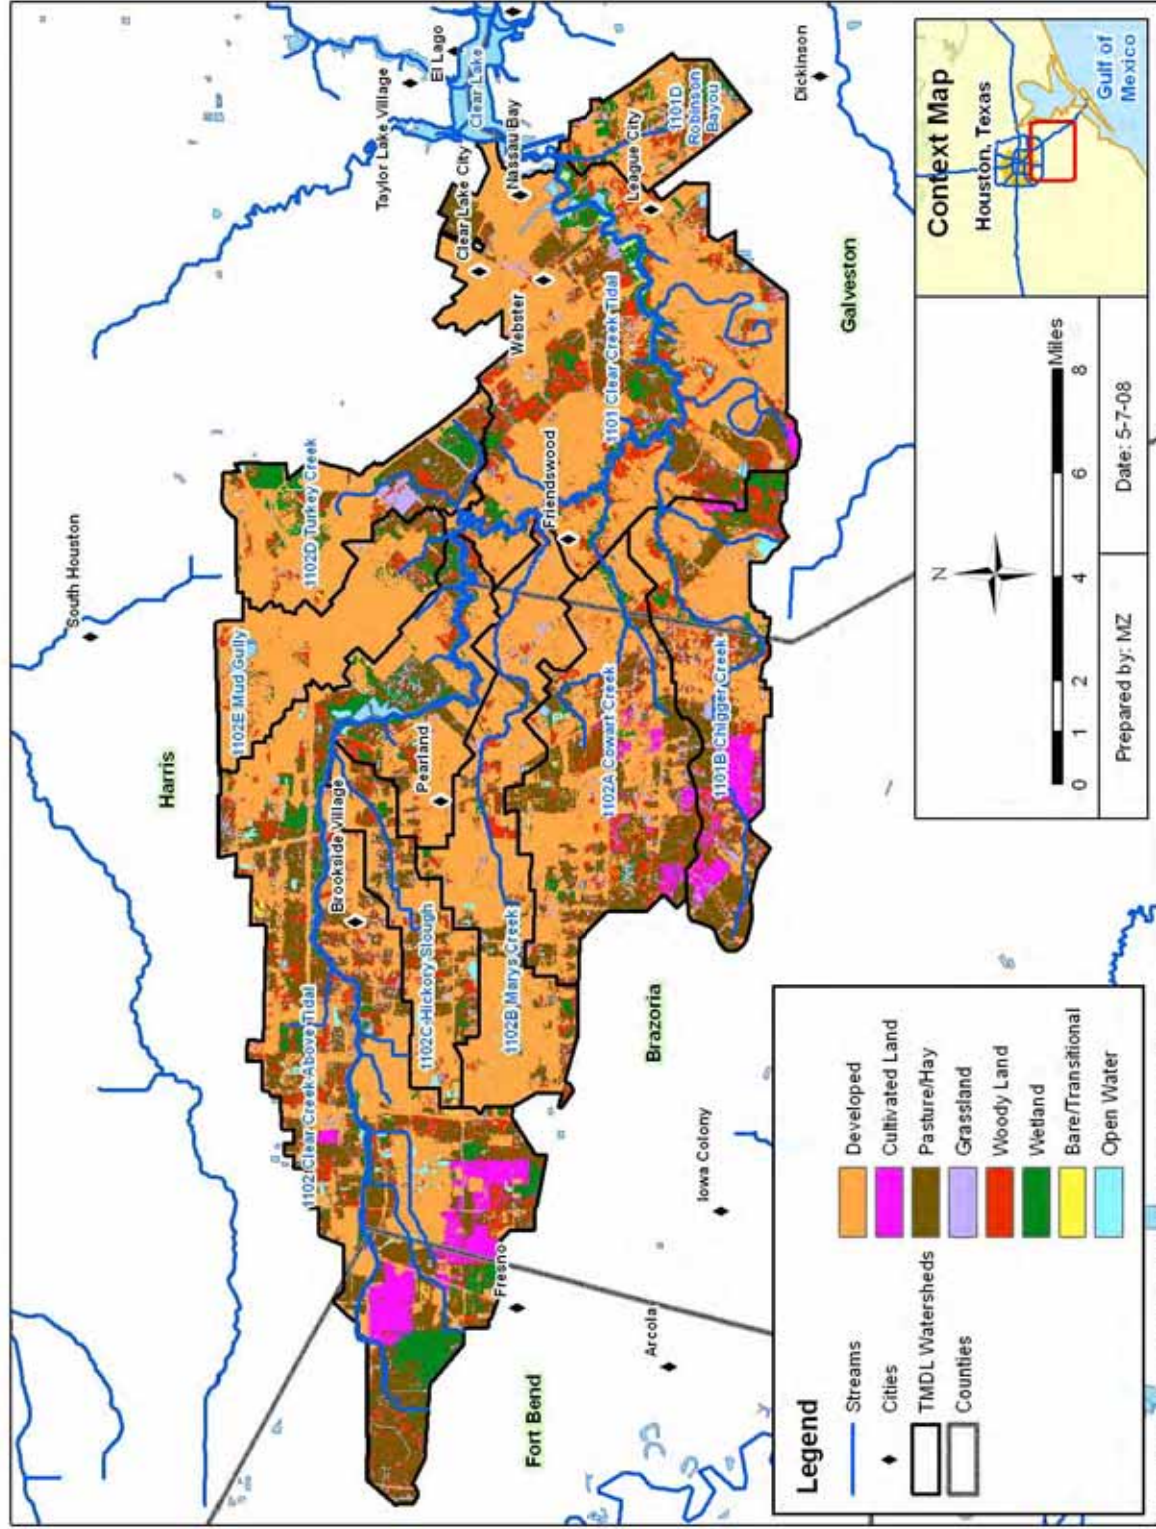 South Houston
Harris
Taylor Lake Village
El Lago
Clear Lake
Clear Lake City
Nassau Bay
Webster
League City
1101D
Robinson
Bayou
Dickinson
1102D Turkey Creek
1102E Mud Gully
Brookside Village
Pearland
Friendswood
1101 Clear Creek Tidal
Galveston
1102 Clear Creek Above Tidal
1102C Hickory Slough
1102B Marys Creek
1102A Cowart Creek
1101B Chigger Creek
Fresno
Fort Bend
Arcola
Iowa Colony
Brazoria
Legend
Streams
Cities
TMDL Watersheds
Counties
Developed
Cultivated Land
Pasture/Hay
Grassland
Woody Land
Wetland
Bare/Transitional
Open Water
N
0 1 2 4 6 8
Miles
Prepared by: MZ
Date: 5-7-08
Context Map
Houston, Texas
Gulf of
Mexico